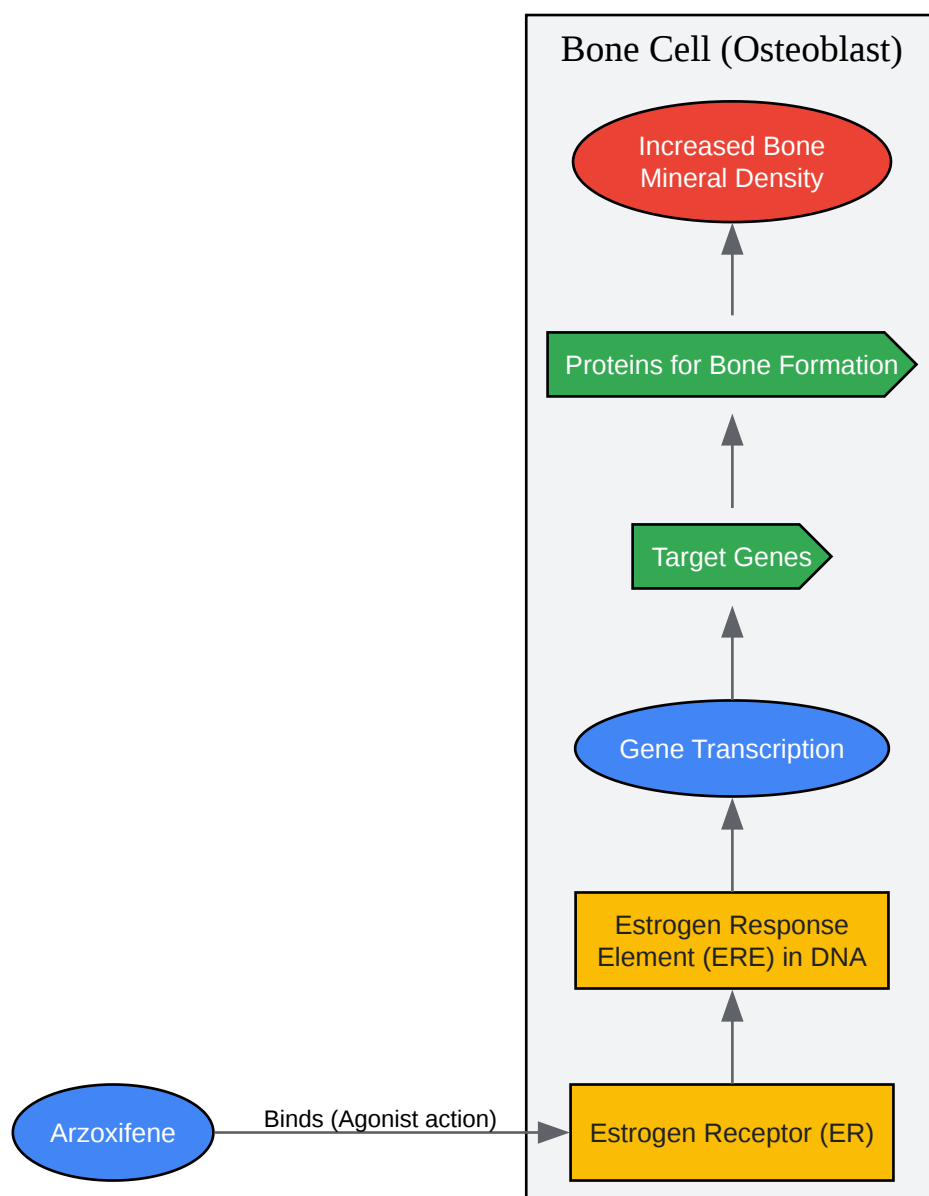 Bone Cell (Osteoblast)
Increased Bone
Mineral Density
Proteins for Bone Formation
Target Genes
Gene Transcription
Estrogen Response
Element (ERE) in DNA
Arzoxifene
Binds (Agonist action)
Estrogen Receptor (ER)